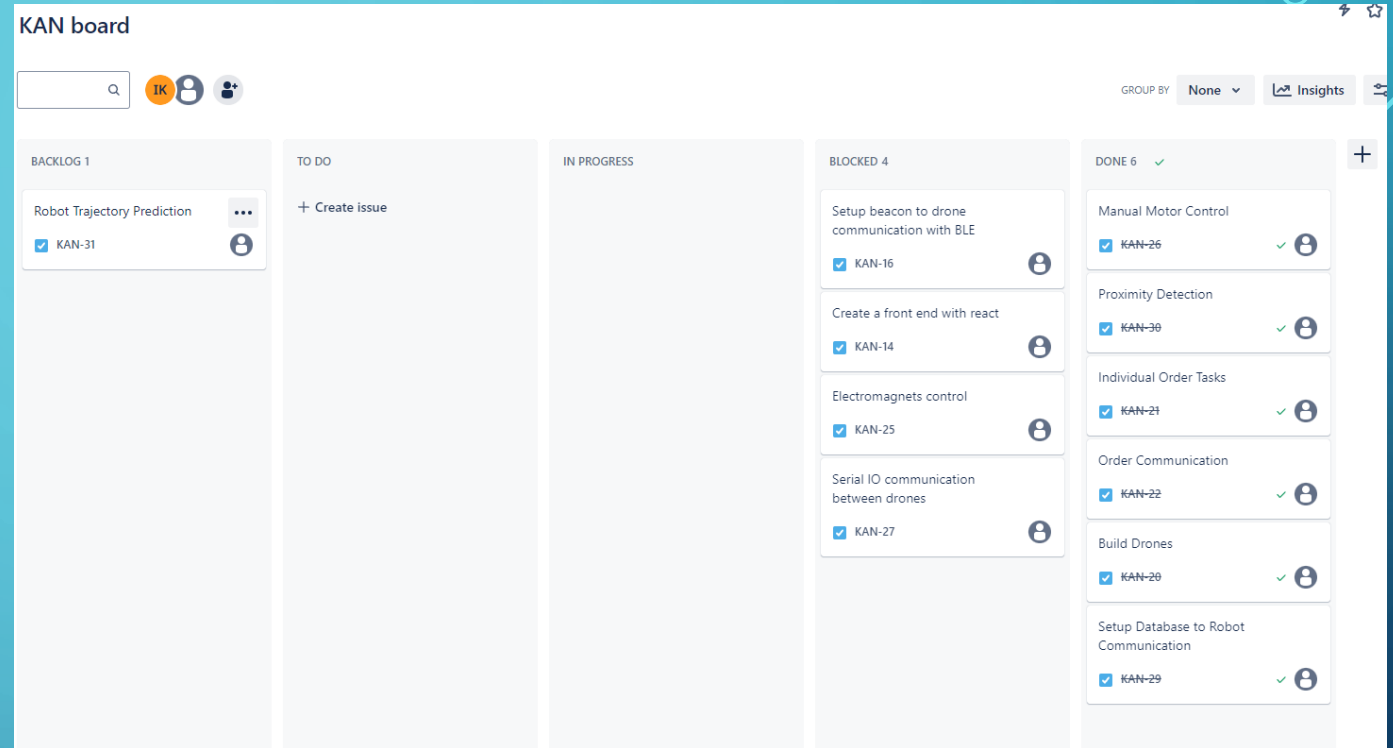 KAN board
IK
GROUP BY
None
Insights
BACKLOG 1
Robot Trajectory Prediction
KAN-31
TO DO
+ Create issue
IN PROGRESS
BLOCKED 4
Setup beacon to drone
communication with BLE
KAN-16
Create a front end with react
KAN-14
Electromagnets control
KAN-25
Serial IO communication
between drones
KAN-27
DONE 6
Manual Motor Control
KAN-26
Proximity Detection
KAN-30
Individual Order Tasks
KAN-21
Order Communication
KAN-22
Build Drones
KAN-20
Setup Database to Robot
Communication
KAN-29